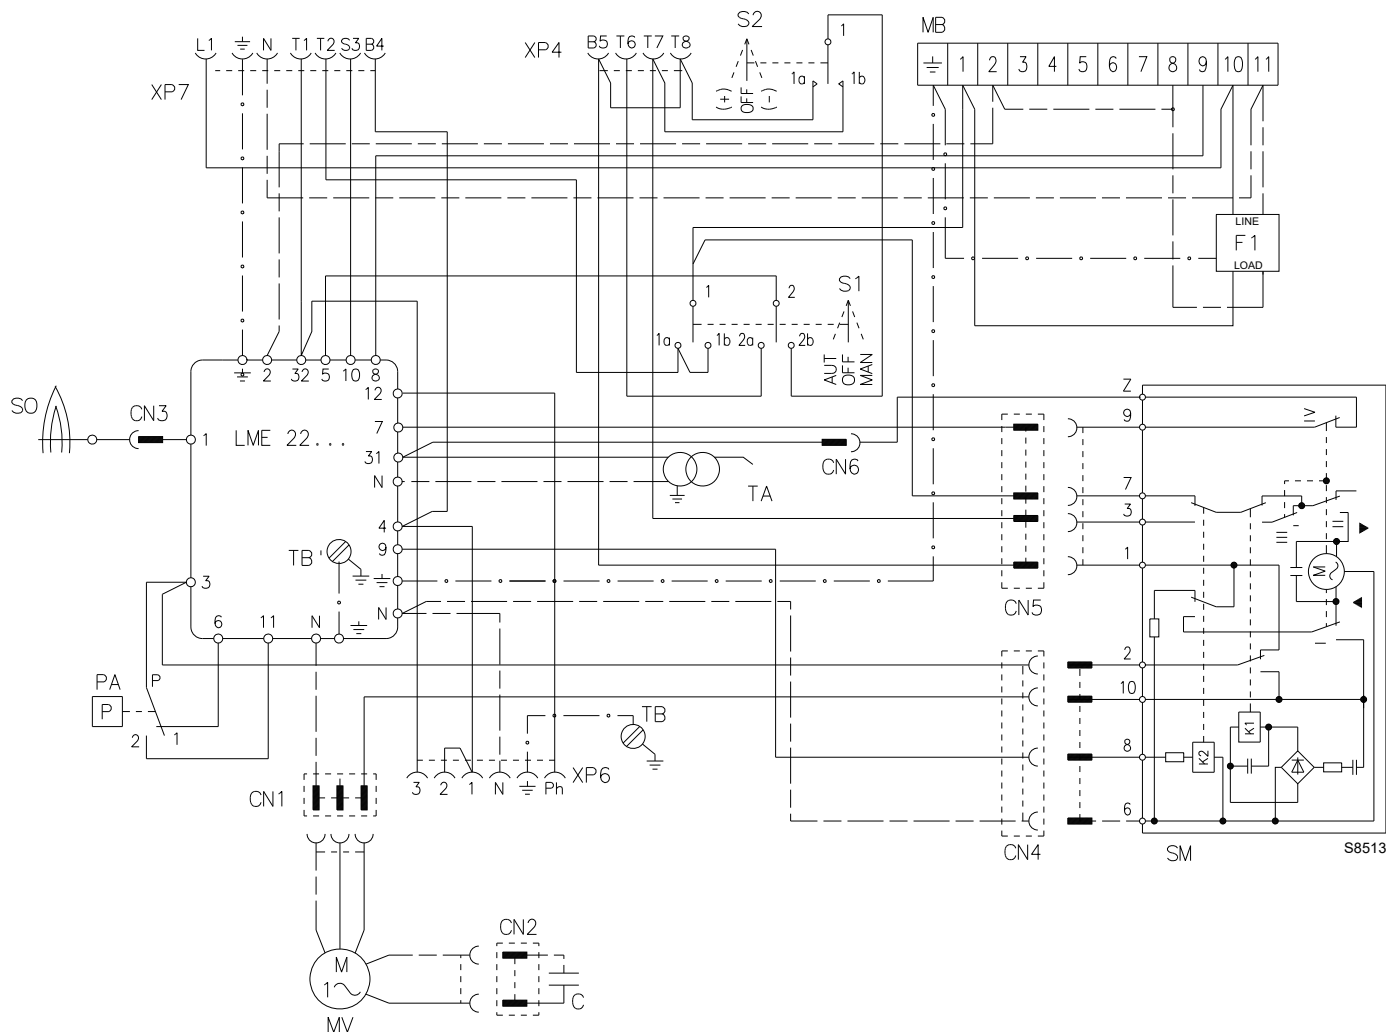 S2
MB
L1 N T1 T2 S3 B4
XP7
XP4
B5 T6 T7 T8
1
1a 1b
(+) OFF (-)
1 2 3 4 5 6 7 8 9 10 11
LINE
F1
LOAD
1 2 S1
1a 1b 2a 2b
AUT OFF MAN
2 32 5 10 8
SO
CN3
1
LME 22...
12
7
31
N
4
9
N
3
TB
6 11 N
CN6
TA
Z
9
7
3
1
2
10
8
6
IV
III
II
I
M
K1
K2
CN5
CN4
SM
S8513
PA
P
P
2 1
TB
XP6
3 2 1 N Ph
CN1
CN2
C
M
1
MV